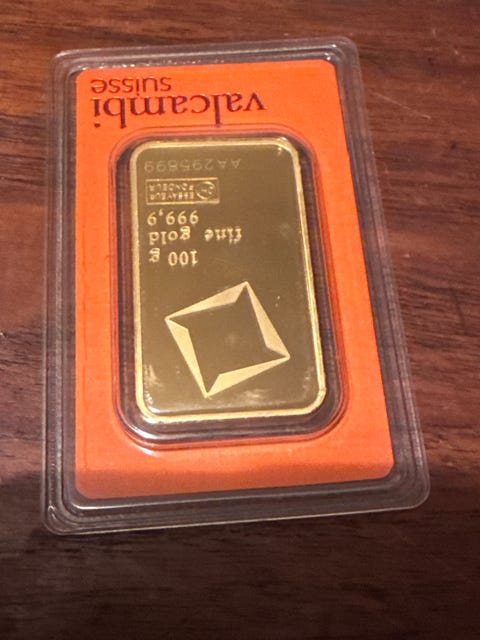 valcambi
suisse
100 g
fine gold
999,9
ESSAYEUR
FONDEUR
AA295899